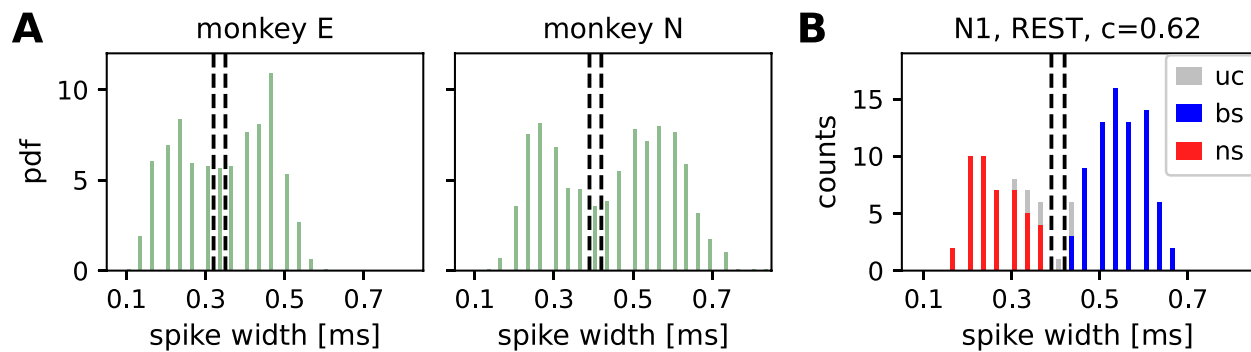 A
monkey E
pdf
10
5
0
0.1
0.3
0.5
0.7
spike width [ms]
monkey N
0.1
0.3
0.5
0.7
spike width [ms]
B
N1, REST, c=0.62
counts
15
10
5
0
0.1
0.3
0.5
0.7
spike width [ms]
uc
bs
ns